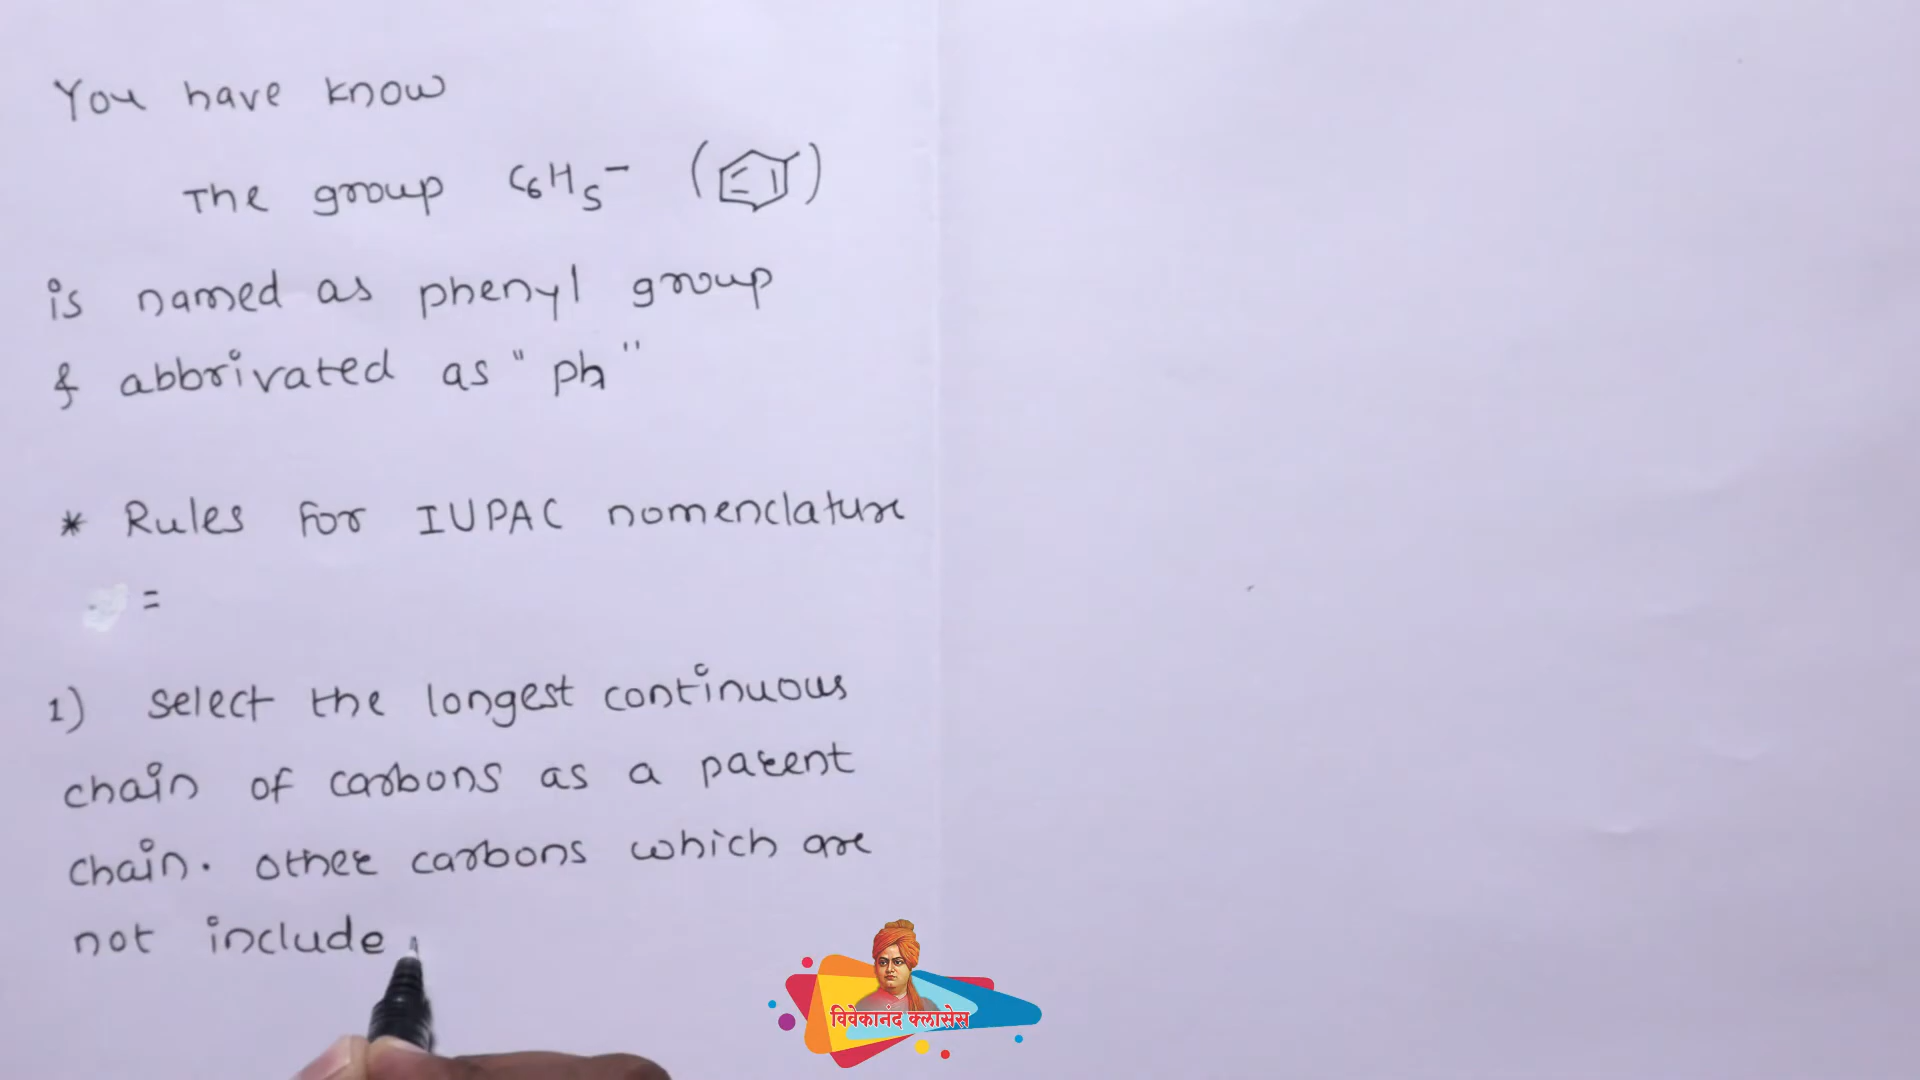 You have know
The group C6H5- ( )
is named as phenyl group
& abbrivated as "ph"
* Rules For IUPAC nomenclature
=
1) select the longest continuous
chain of carbons as a parent
chain. other carbons which are
not include
विवेकानंद क्लासेस